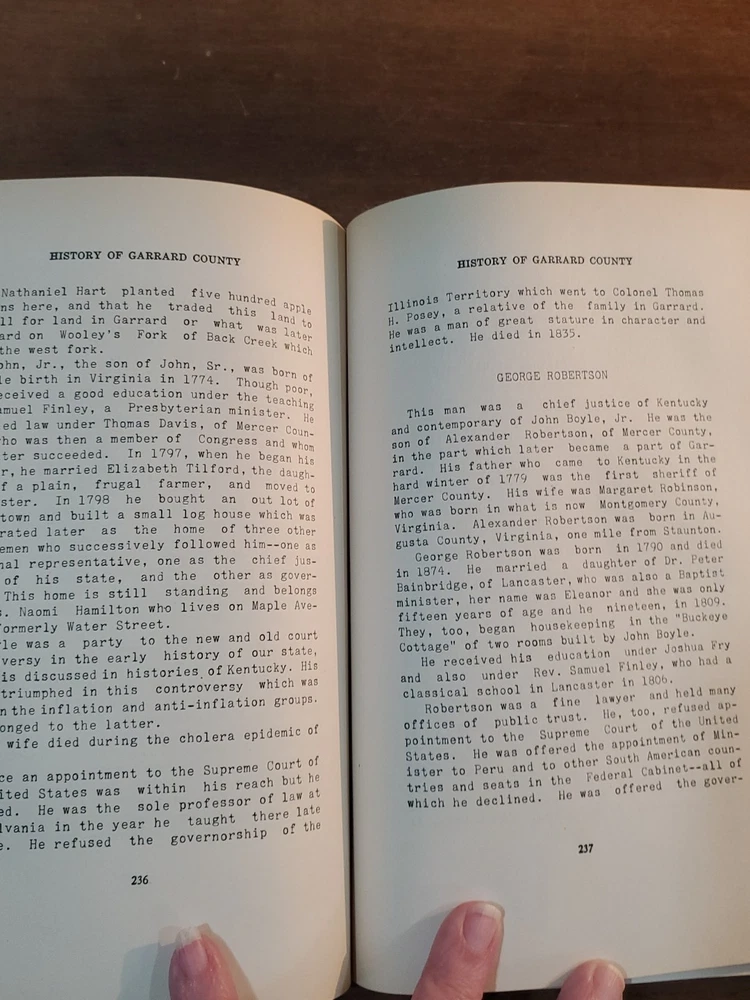 HISTORY OF GARRARD COUNTY
Nathaniel Hart planted five hundred apple
ns here, and that he traded this land to
ll for land in Garrard or what was later
ard on Wooley's Fork of Back Creek which
the west fork.
ohn, Jr., the son of John, Sr., was born of
le birth in Virginia in 1774. Though poor,
eceived a good education under the teaching
amuel Finley, a Presbyterian minister. He
ed law under Thomas Davis, of Mercer Coun-
who was then a member of Congress and whom
ter succeeded. In 1797, when he began his
r, he married Elizabeth Tilford, the daugh-
f a plain, frugal farmer, and moved to
ster. In 1798 he bought an out lot of
town and built a small log house which was
rated later as the home of three other
emen who successively followed him--one as
nal representative, one as the chief jus-
of his state, and the other as gover-
This home is still standing and belongs
s. Naomi Hamilton who lives on Maple Ave-
formerly Water Street.
le was a party to the new and old court
versy in the early history of our state,
is discussed in histories of Kentucky. His
triumphed in this controversy which was
n the inflation and anti-inflation groups.
onged to the latter.
wife died during the cholera epidemic of
ce an appointment to the Supreme Court of
ited States was within his reach but he
ed. He was the sole professor of law at
lvania in the year he taught there late
e. He refused the governorship of the
236
HISTORY OF GARRARD COUNTY
Illinois Territory which went to Colonel Thomas
H. Posey, a relative of the family in Garrard.
He was a man of great stature in character and
intellect. He died in 1835.
GEORGE ROBERTSON
This man was a chief justice of Kentucky
and contemporary of John Boyle, Jr. He was the
son of Alexander Robertson, of Mercer County,
in the part which later became a part of Gar-
rard. His father who came to Kentucky in the
hard winter of 1779 was the first sheriff of
Mercer County. His wife was Margaret Robinson,
who was born in what is now Montgomery County,
Virginia. Alexander Robertson was born in Au-
gusta County, Virginia, one mile from Staunton.
George Robertson was born in 1790 and died
in 1874. He married a daughter of Dr. Peter
Bainbridge, of Lancaster, who was also a Baptist
minister, her name was Eleanor and she was only
fifteen years of age and he nineteen, in 1809.
They, too, began housekeeping in the "Buckeye
Cottage" of two rooms built by John Boyle.
He received his education under Joshua Fry
and also under Rev. Samuel Finley, who had a
classical school in Lancaster in 1806.
Robertson was a fine lawyer and held many
offices of public trust. He, too, refused ap-
pointment to the Supreme Court of the United
States. He was offered the appointment of Min-
ister to Peru and to other South American coun-
tries and seats in the Federal Cabinet--all of
which he declined. He was offered the gover-
237